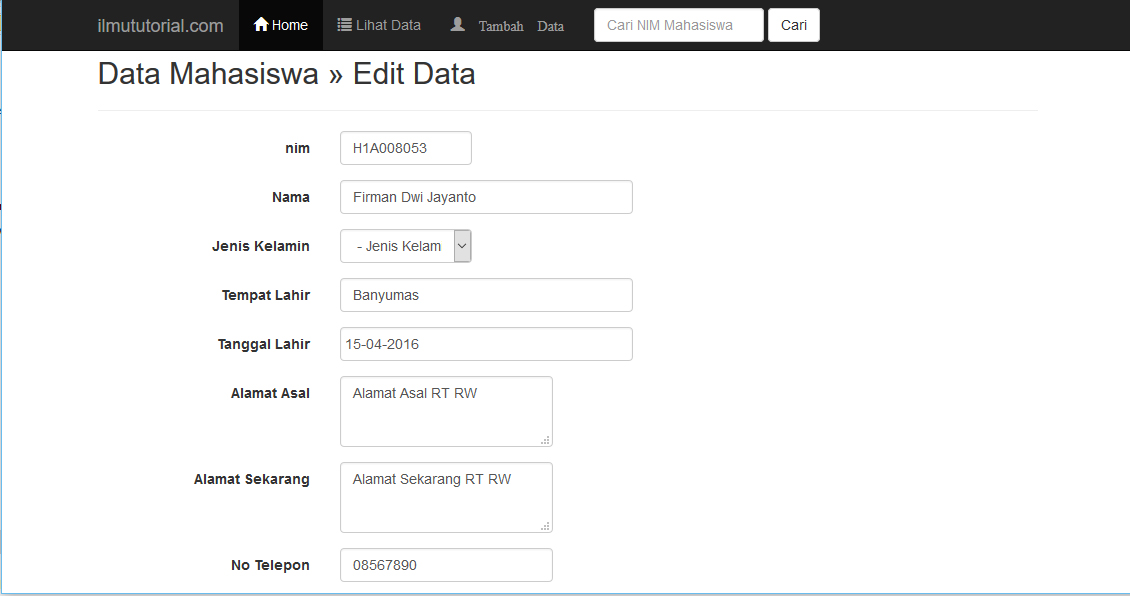 ilmututorial.com Home Lihat Data Tambah Data Cari NIM Mahasiswa Cari
Data Mahasiswa » Edit Data
nim H1A008053
Nama Firman Dwi Jayanto
Jenis Kelamin - Jenis Kelam
Tempat Lahir Banyumas
Tanggal Lahir 15-04-2016
Alamat Asal Alamat Asal RT RW
Alamat Sekarang Alamat Sekarang RT RW
No Telepon 08567890